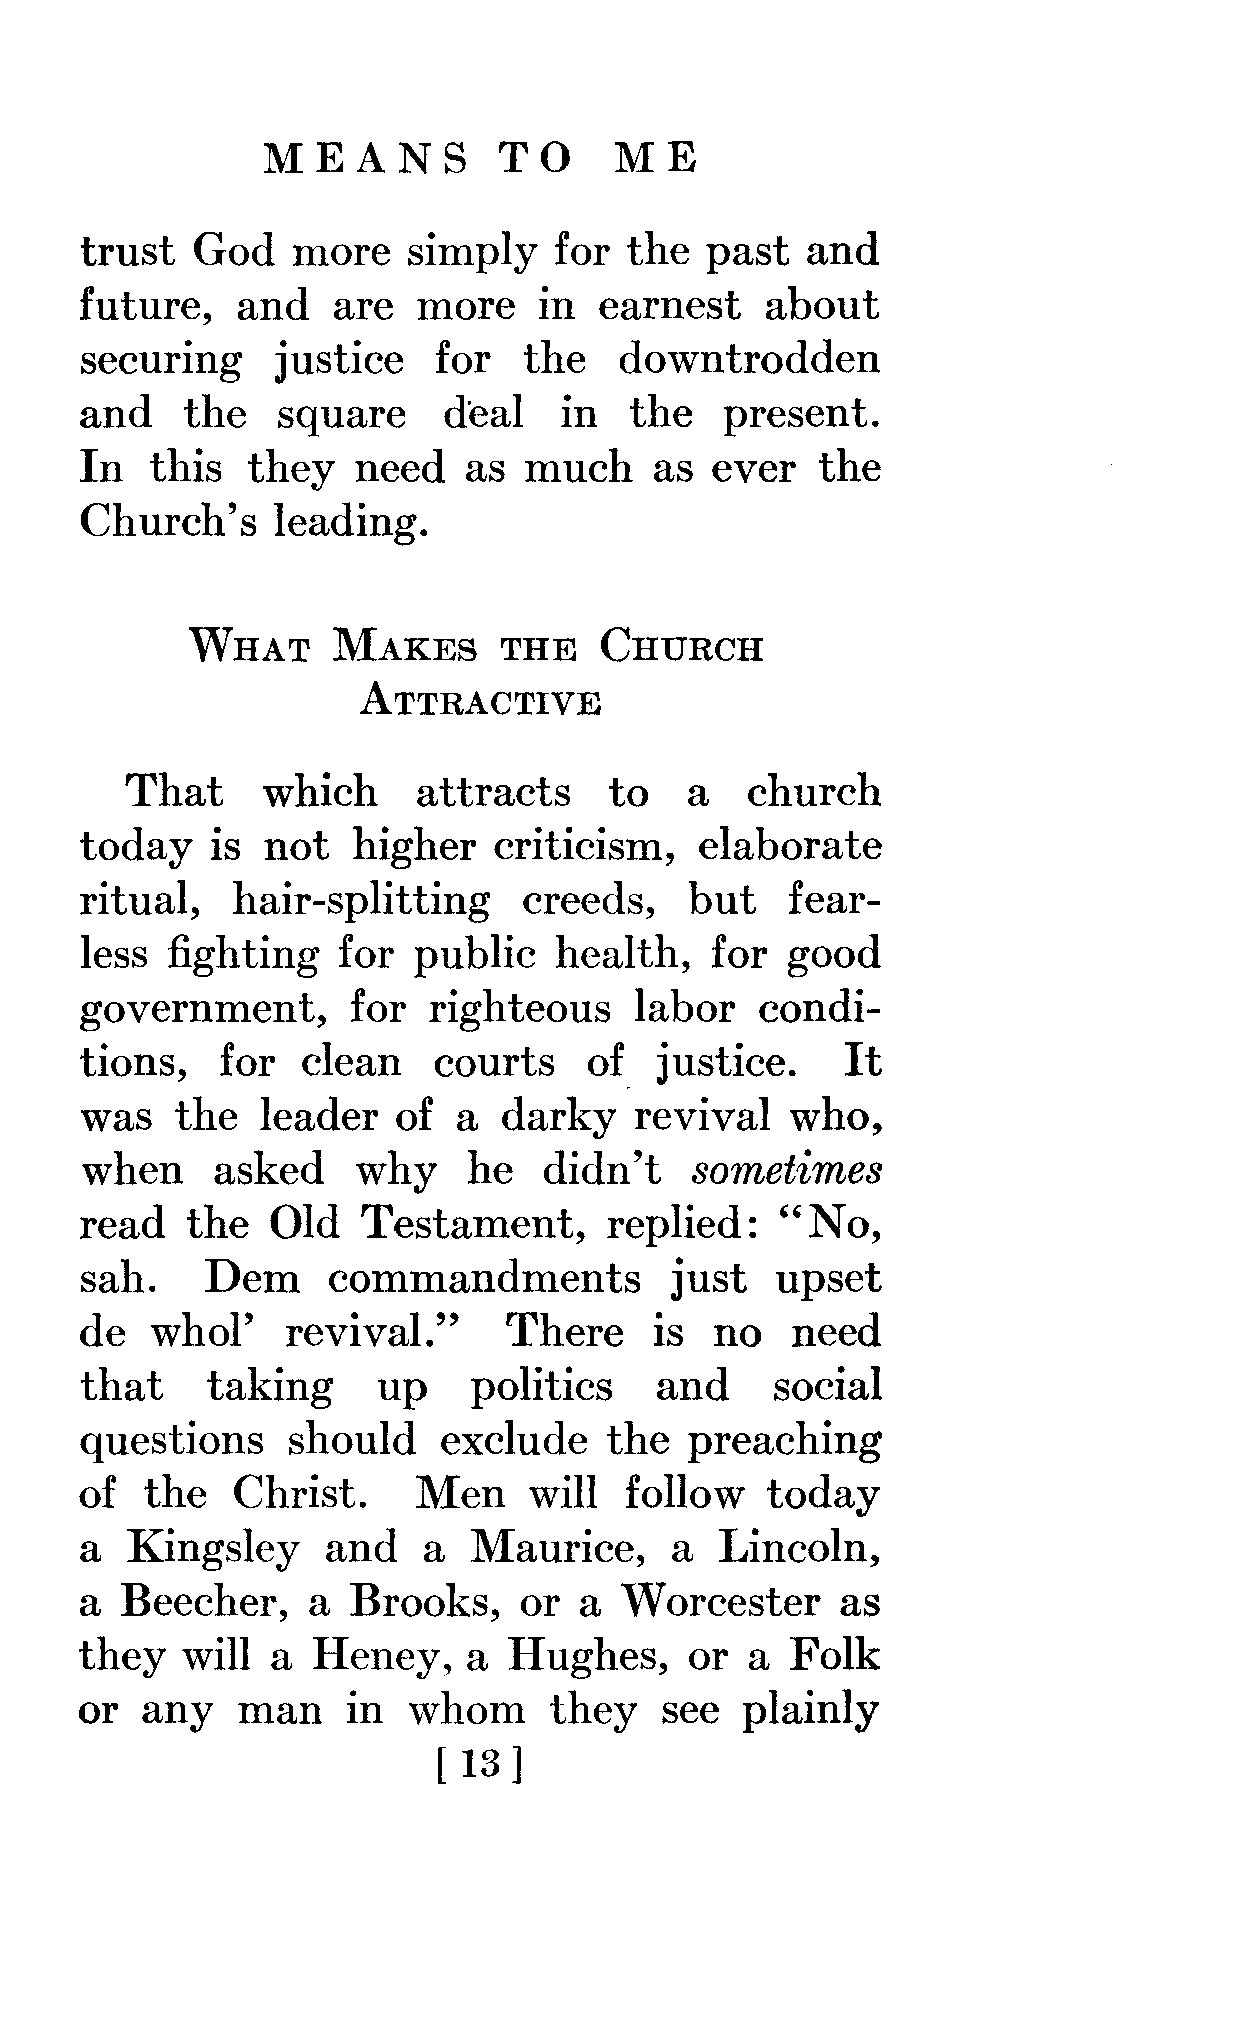 MEANS TO ME
trust God more simply for the past and
future, and are more in earnest about
securing justice for the downtrodden
and the square deal in the present.
In this they need as much as ever the
Church's leading.
What Makes the Church
Attractive
That which attracts to a church
today is not higher criticism, elaborate
ritual, hair-splitting creeds, but fear-
less fighting for public health, for good
government, for righteous labor condi-
tions, for clean courts of justice. It
was the leader of a darky revival who,
when asked why he didn't sometimes
read the Old Testament, replied: "No,
sah. Dem commandments just upset
de whol' revival." There is no need
that taking up politics and social
questions should exclude the preaching
of the Christ. Men will follow today
a Kingsley and a Maurice, a Lincoln,
a Beecher, a Brooks, or a Worcester as
they will a Heney, a Hughes, or a Folk
or any man in whom they see plainly
[ 13 ]